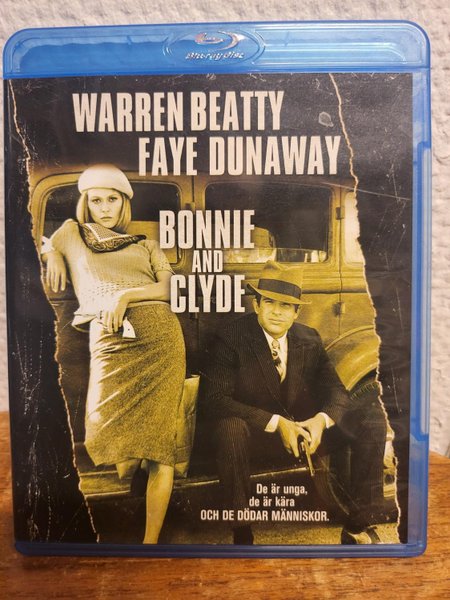 Blu-ray Disc
WARREN BEATTY
FAYE DUNAWAY
BONNIE
AND
CLYDE
De är unga,
de är kära
OCH DE DÖDAR MÄNNISKOR.